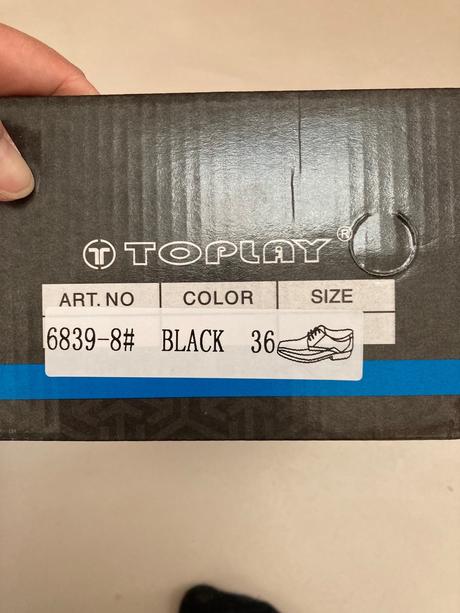 TOPLAY®
ART. NO COLOR SIZE
6839-8# BLACK 36